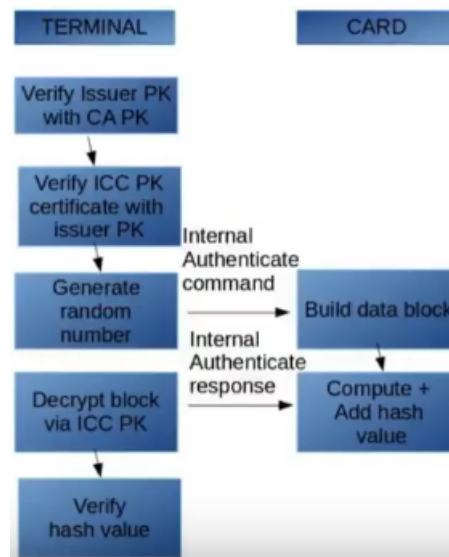 TERMINAL
CARD
Verify Issuer PK
with CA PK
Verify ICC PK
certificate with
issuer PK
Internal
Authenticate
command
Generate
random
number
Build data block
Internal
Authenticate
response
Decrypt block
via ICC PK
Compute +
Add hash
value
Verify
hash value